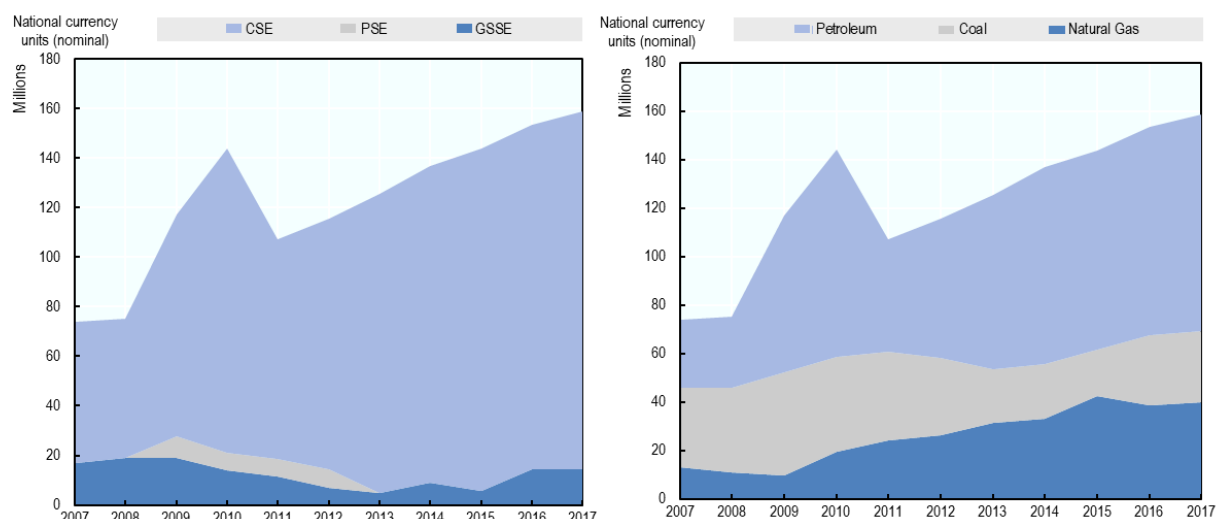 National currency
units (nominal)
CSE PSE GSSE
Millions
180
160
140
120
100
80
60
40
20
0
2007 2008 2009 2010 2011 2012 2013 2014 2015 2016 2017
National currency
units (nominal)
Petroleum Coal Natural Gas
Millions
180
160
140
120
100
80
60
40
20
0
2007 2008 2009 2010 2011 2012 2013 2014 2015 2016 2017